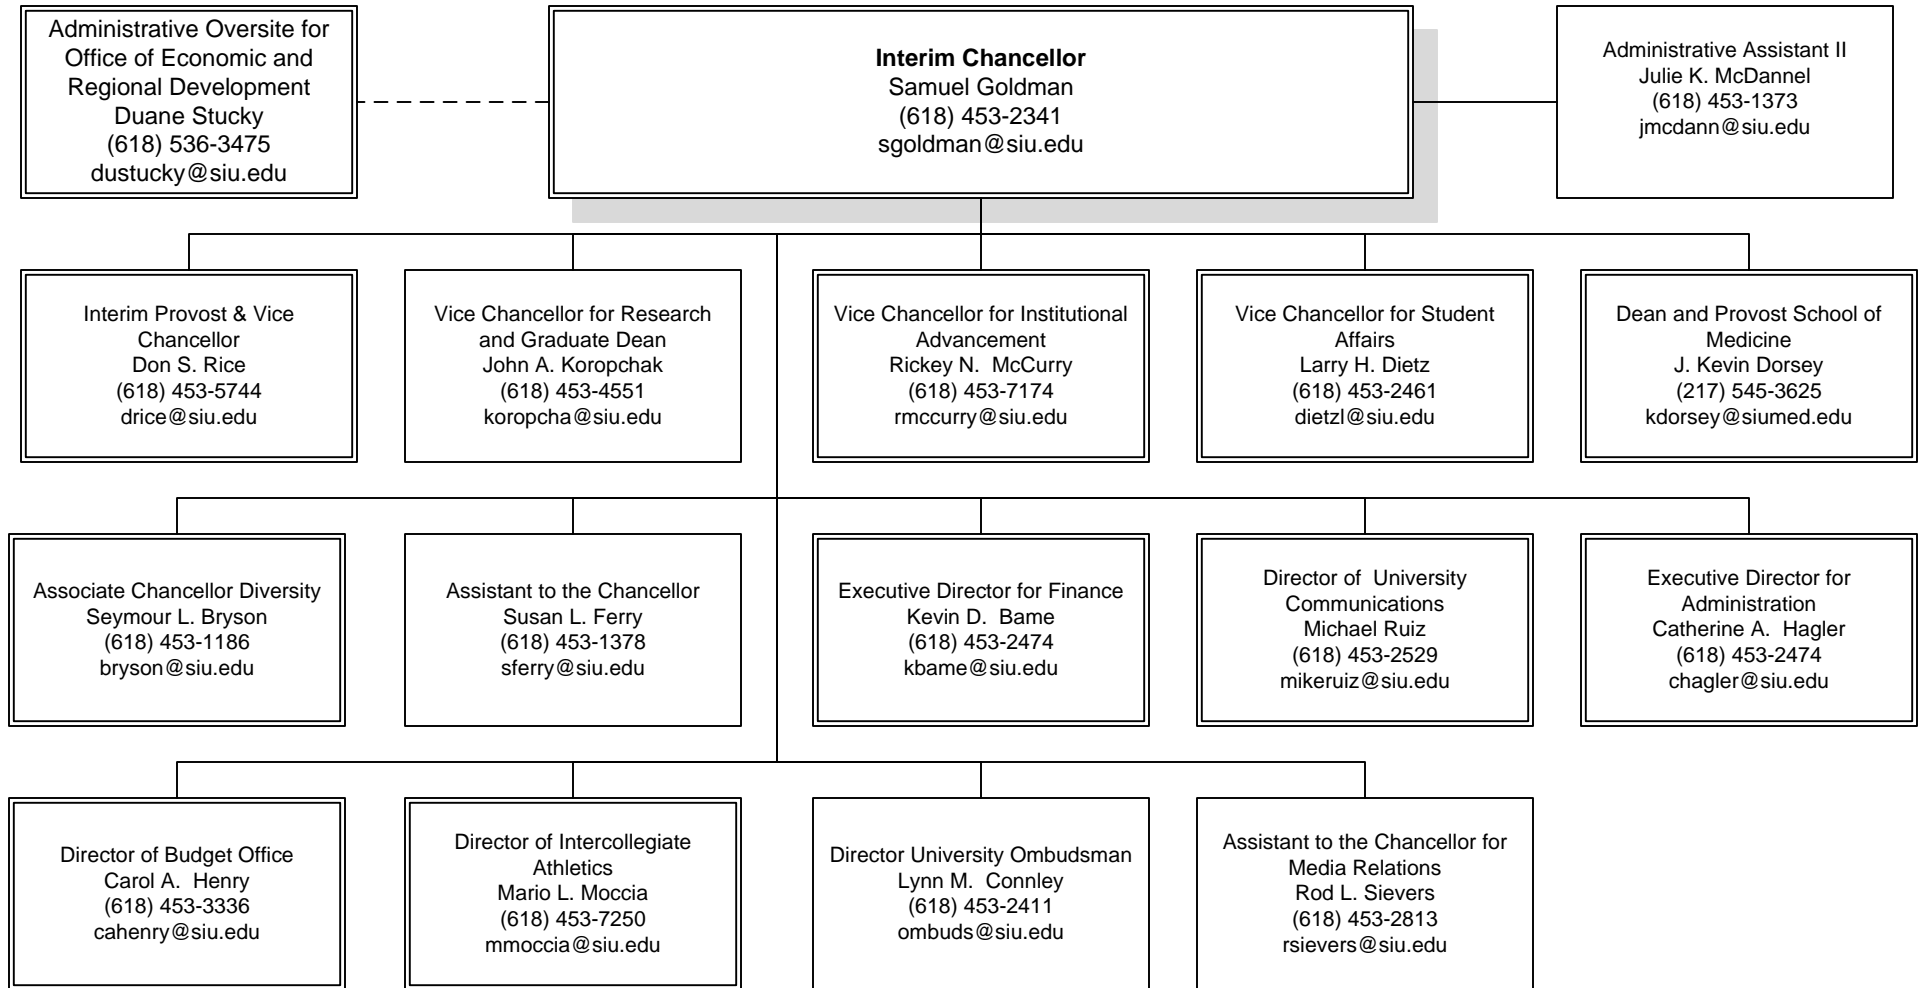 Administrative Oversite for
Office of Economic and
Regional Development
Duane Stucky
(618) 536-3475
dustucky@siu.edu
Interim Chancellor
Samuel Goldman
(618) 453-2341
sgoldman@siu.edu
Administrative Assistant II
Julie K. McDannel
(618) 453-1373
jmcdann@siu.edu
Interim Provost & Vice
Chancellor
Don S. Rice
(618) 453-5744
drice@siu.edu
Vice Chancellor for Research
and Graduate Dean
John A. Koropchak
(618) 453-4551
koropcha@siu.edu
Vice Chancellor for Institutional
Advancement
Rickey N. McCurry
(618) 453-7174
rmccurry@siu.edu
Vice Chancellor for Student
Affairs
Larry H. Dietz
(618) 453-2461
dietzl@siu.edu
Dean and Provost School of
Medicine
J. Kevin Dorsey
(217) 545-3625
kdorsey@siumed.edu
Associate Chancellor Diversity
Seymour L. Bryson
(618) 453-1186
bryson@siu.edu
Assistant to the Chancellor
Susan L. Ferry
(618) 453-1378
sferry@siu.edu
Executive Director for Finance
Kevin D. Bame
(618) 453-2474
kbame@siu.edu
Director of University
Communications
Michael Ruiz
(618) 453-2529
mikeruiz@siu.edu
Executive Director for
Administration
Catherine A. Hagler
(618) 453-2474
chagler@siu.edu
Director of Budget Office
Carol A. Henry
(618) 453-3336
cahenry@siu.edu
Director of Intercollegiate
Athletics
Mario L. Moccia
(618) 453-7250
mmoccia@siu.edu
Director University Ombudsman
Lynn M. Connley
(618) 453-2411
ombuds@siu.edu
Assistant to the Chancellor for
Media Relations
Rod L. Sievers
(618) 453-2813
rsievers@siu.edu